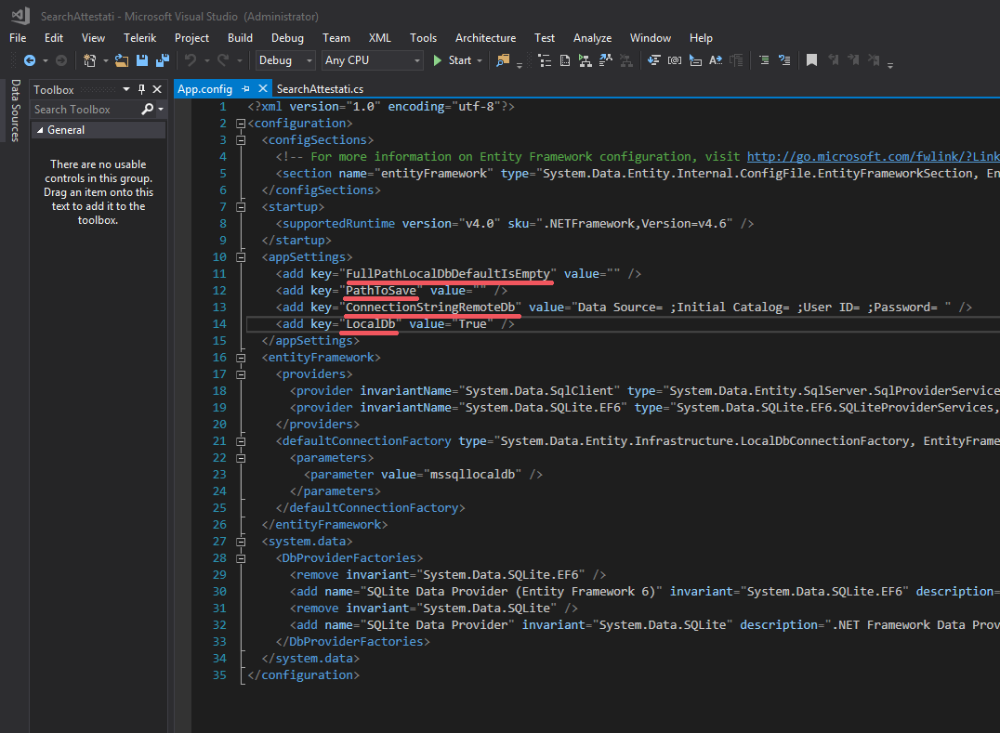 SearchAttestati - Microsoft Visual Studio (Administrator)
File Edit View Telerik Project Build Debug Team XML Tools Architecture Test Analyze Window Help
Debug Any CPU Start
Data Sources
Toolbox
Search Toolbox
General
There are no usable
controls in this group.
Drag an item onto this
text to add it to the
toolbox.
App.config SearchAttestati.cs
1 <?xml version="1.0" encoding="utf-8"?>
2 <configuration>
3 <configSections>
4 <!-- For more information on Entity Framework configuration, visit http://go.microsoft.com/fwlink/?Link
5 <section name="entityFramework" type="System.Data.Entity.Internal.ConfigFile.EntityFrameworkSection, En
6 </configSections>
7 <startup>
8 <supportedRuntime version="v4.0" sku=".NETFramework,Version=v4.6" />
9 </startup>
10 <appSettings>
11 <add key="FullPathLocalDbDefaultIsEmpty" value="" />
12 <add key="PathToSave" value="" />
13 <add key="ConnectionStringRemoteDb" value="Data Source= ;Initial Catalog= ;User ID= ;Password= " />
14 <add key="LocalDb" value="True" />
15 </appSettings>
16 <entityFramework>
17 <providers>
18 <provider invariantName="System.Data.SqlClient" type="System.Data.Entity.SqlServer.SqlProviderService
19 <provider invariantName="System.Data.SQLite.EF6" type="System.Data.SQLite.EF6.SQLiteProviderServices,
20 </providers>
21 <defaultConnectionFactory type="System.Data.Entity.Infrastructure.LocalDbConnectionFactory, EntityFrame
22 <parameters>
23 <parameter value="mssqllocaldb" />
24 </parameters>
25 </defaultConnectionFactory>
26 </entityFramework>
27 <system.data>
28 <DbProviderFactories>
29 <remove invariant="System.Data.SQLite.EF6" />
30 <add name="SQLite Data Provider (Entity Framework 6)" invariant="System.Data.SQLite.EF6" description=
31 <remove invariant="System.Data.SQLite" />
32 <add name="SQLite Data Provider" invariant="System.Data.SQLite" description=".NET Framework Data Prov
33 </DbProviderFactories>
34 </system.data>
35 </configuration>